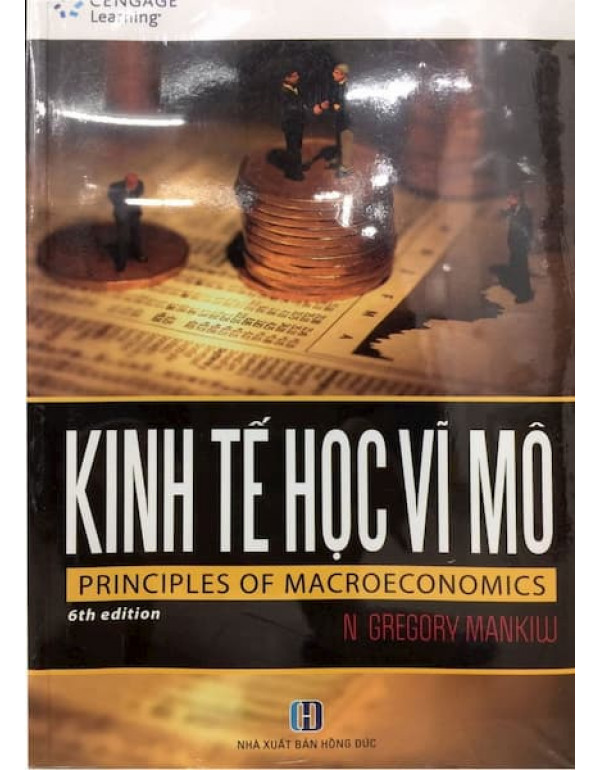 CENGAGE
Learning
KINH TẾ HỌC VĨ MÔ
PRINCIPLES OF MACROECONOMICS
6th edition
N GREGORY MANKIW
NHÀ XUẤT BẢN HỒNG ĐỨC